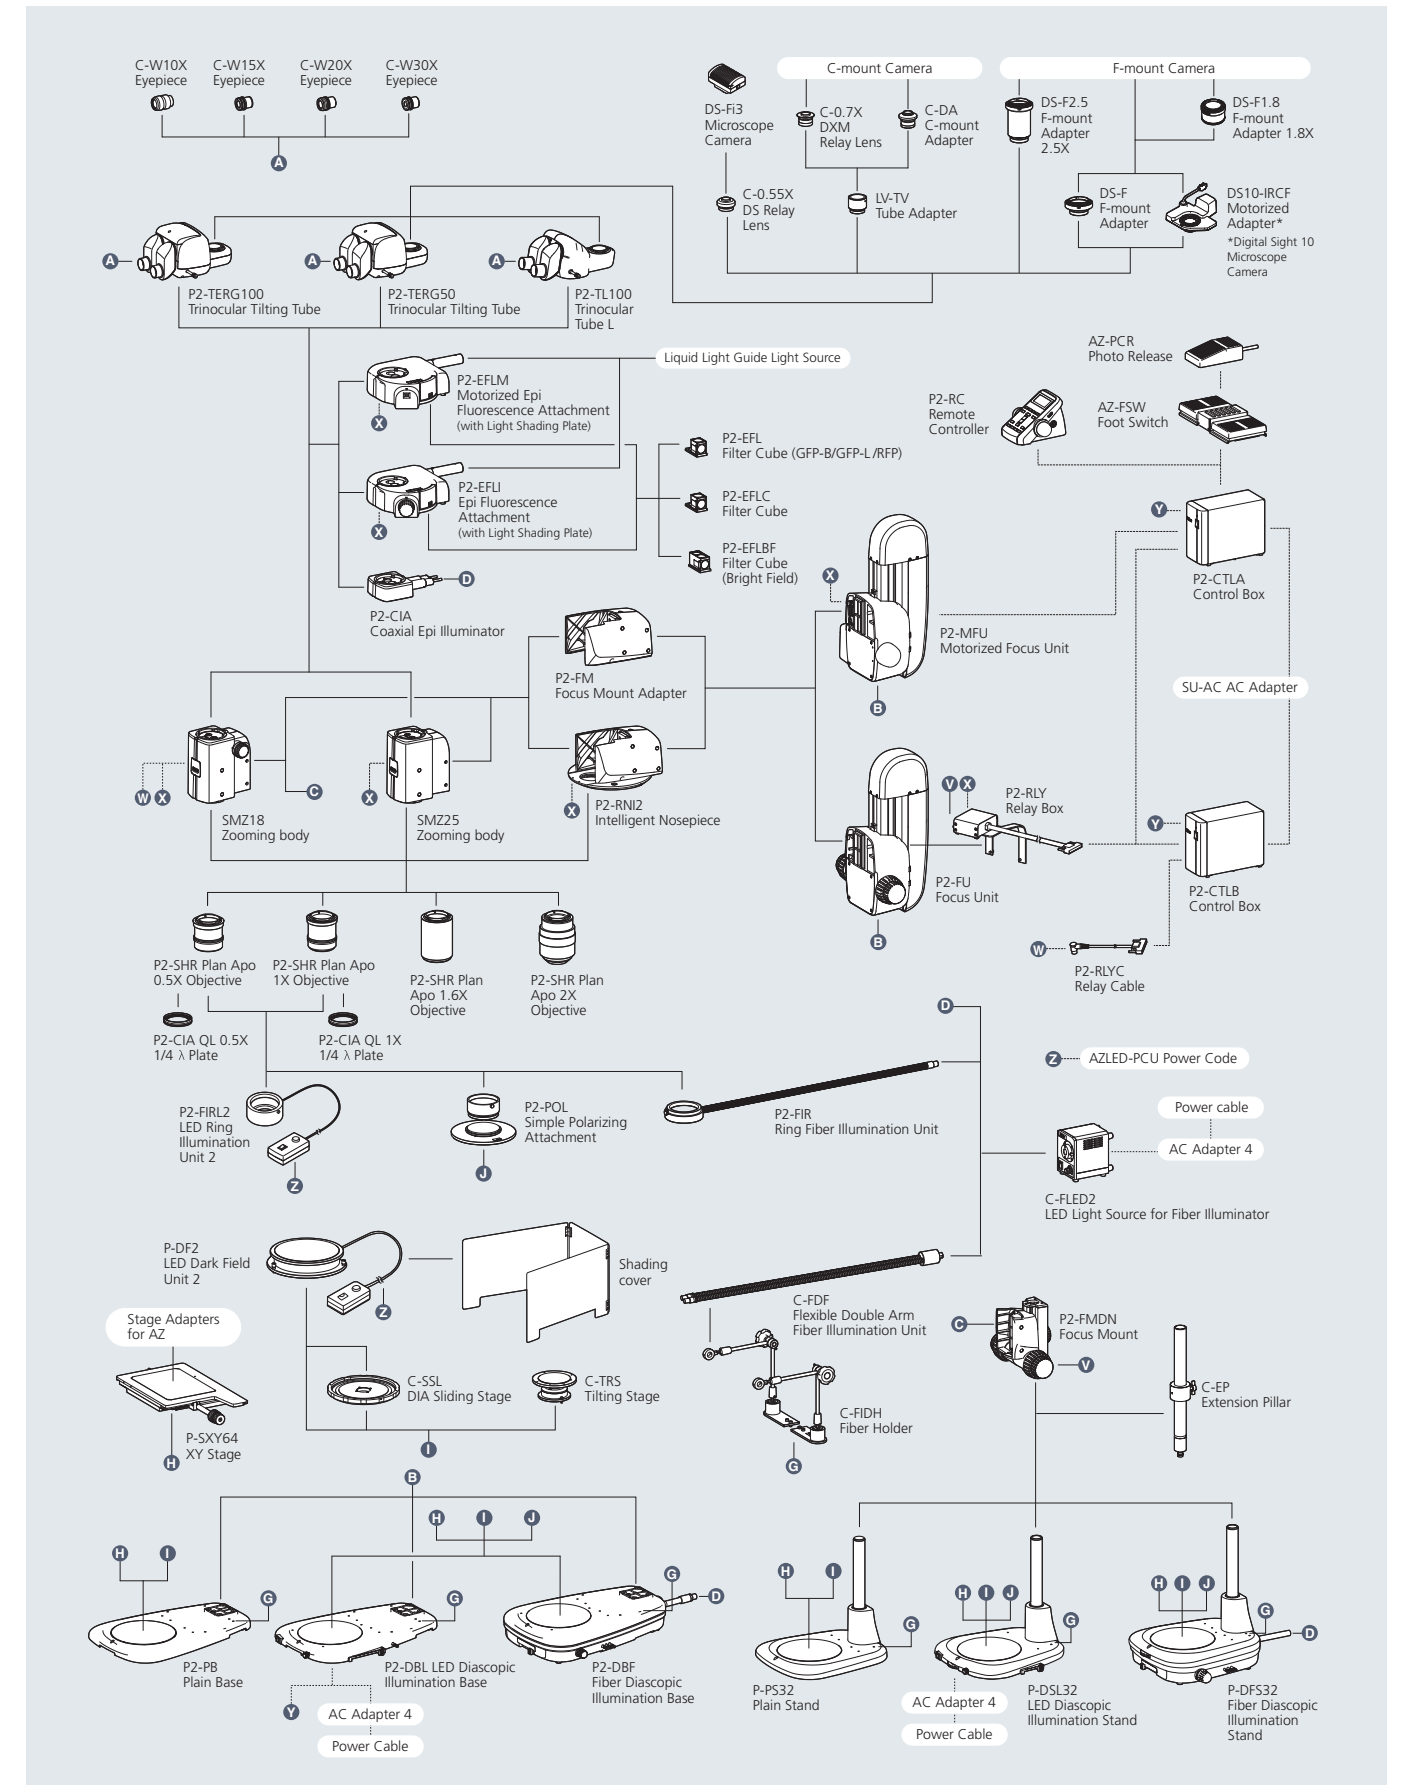 C-W10X
Eyepiece
C-W15X
Eyepiece
C-W20X
Eyepiece
C-W30X
Eyepiece
A
DS-Fi3
Microscope
Camera
C-mount Camera
C-0.7X
DXM
Relay Lens
C-DA
C-mount
Adapter
F-mount Camera
DS-F2.5
F-mount
Adapter
2.5X
DS-F1.8
F-mount
Adapter 1.8X
C-0.55X
DS Relay
Lens
LV-TV
Tube Adapter
DS-F
F-mount
Adapter
DS10-IRCF
Motorized
Adapter*
*Digital Sight 10
Microscope
Camera
A
A
A
P2-TERG100
Trinocular Tilting Tube
P2-TERG50
Trinocular Tilting Tube
P2-TL100
Trinocular
Tube L
Liquid Light Guide Light Source
P2-EFLM
Motorized Epi
Fluorescence Attachment
(with Light Shading Plate)
X
P2-EFLI
Epi Fluorescence
Attachment
(with Light Shading Plate)
X
P2-EFL
Filter Cube (GFP-B/GFP-L/RFP)
P2-EFLC
Filter Cube
P2-EFLBF
Filter Cube
(Bright Field)
D
P2-CIA
Coaxial Epi Illuminator
AZ-PCR
Photo Release
P2-RC
Remote
Controller
AZ-FSW
Foot Switch
Y
P2-CTLA
Control Box
X
P2-MFU
Motorized Focus Unit
B
SU-AC AC Adapter
P2-FM
Focus Mount Adapter
W
X
C
SMZ18
Zooming body
X
SMZ25
Zooming body
X
P2-RNI2
Intelligent Nosepiece
V
X
P2-RLY
Relay Box
Y
P2-CTLB
Control Box
P2-FU
Focus Unit
B
W
P2-RLYC
Relay Cable
P2-SHR Plan Apo
0.5X Objective
P2-SHR Plan Apo
1X Objective
P2-SHR Plan
Apo 1.6X
Objective
P2-SHR Plan
Apo 2X
Objective
P2-CIA QL 0.5X
1/4 λ Plate
P2-CIA QL 1X
1/4 λ Plate
D
Z
AZLED-PCU Power Code
P2-FIRL2
LED Ring
Illumination
Unit 2
Z
P2-POL
Simple Polarizing
Attachment
J
P2-FIR
Ring Fiber Illumination Unit
Power cable
AC Adapter 4
C-FLED2
LED Light Source for Fiber Illuminator
P-DF2
LED Dark Field
Unit 2
Z
Shading
cover
C-FDF
Flexible Double Arm
Fiber Illumination Unit
C
P2-FMDN
Focus Mount
V
C-EP
Extension Pillar
Stage Adapters
for AZ
P-SXY64
XY Stage
H
C-SSL
DIA Sliding Stage
C-TRS
Tilting Stage
I
C-FIDH
Fiber Holder
G
B
H
I
J
H
I
G
P2-PB
Plain Base
G
P2-DBL LED Diascopic
Illumination Base
Y
AC Adapter 4
Power Cable
G
D
P2-DBF
Fiber Diascopic
Illumination Base
H
I
G
P-PS32
Plain Stand
H
I
J
G
P-DSL32
LED Diascopic
Illumination Stand
AC Adapter 4
Power Cable
H
I
J
G
D
P-DFS32
Fiber Diascopic
Illumination
Stand